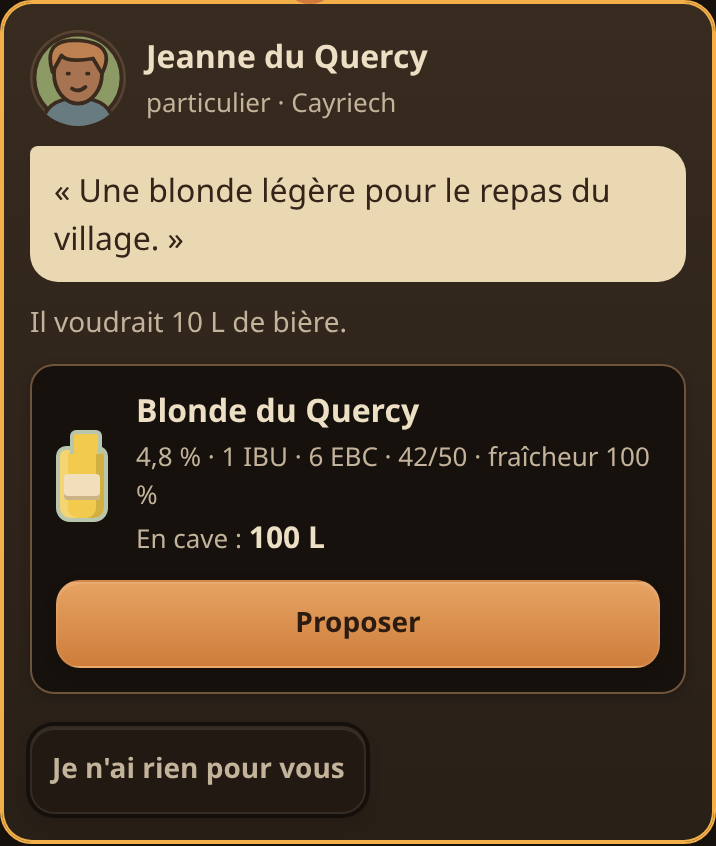 Jeanne du Quercy
particulier · Cayriech
« Une blonde légère pour le repas du
village. »
Il voudrait 10 L de bière.
Blonde du Quercy
4,8 % · 1 IBU · 6 EBC · 42/50 · fraîcheur 100
%
En cave : 100 L
Proposer
Je n'ai rien pour vous